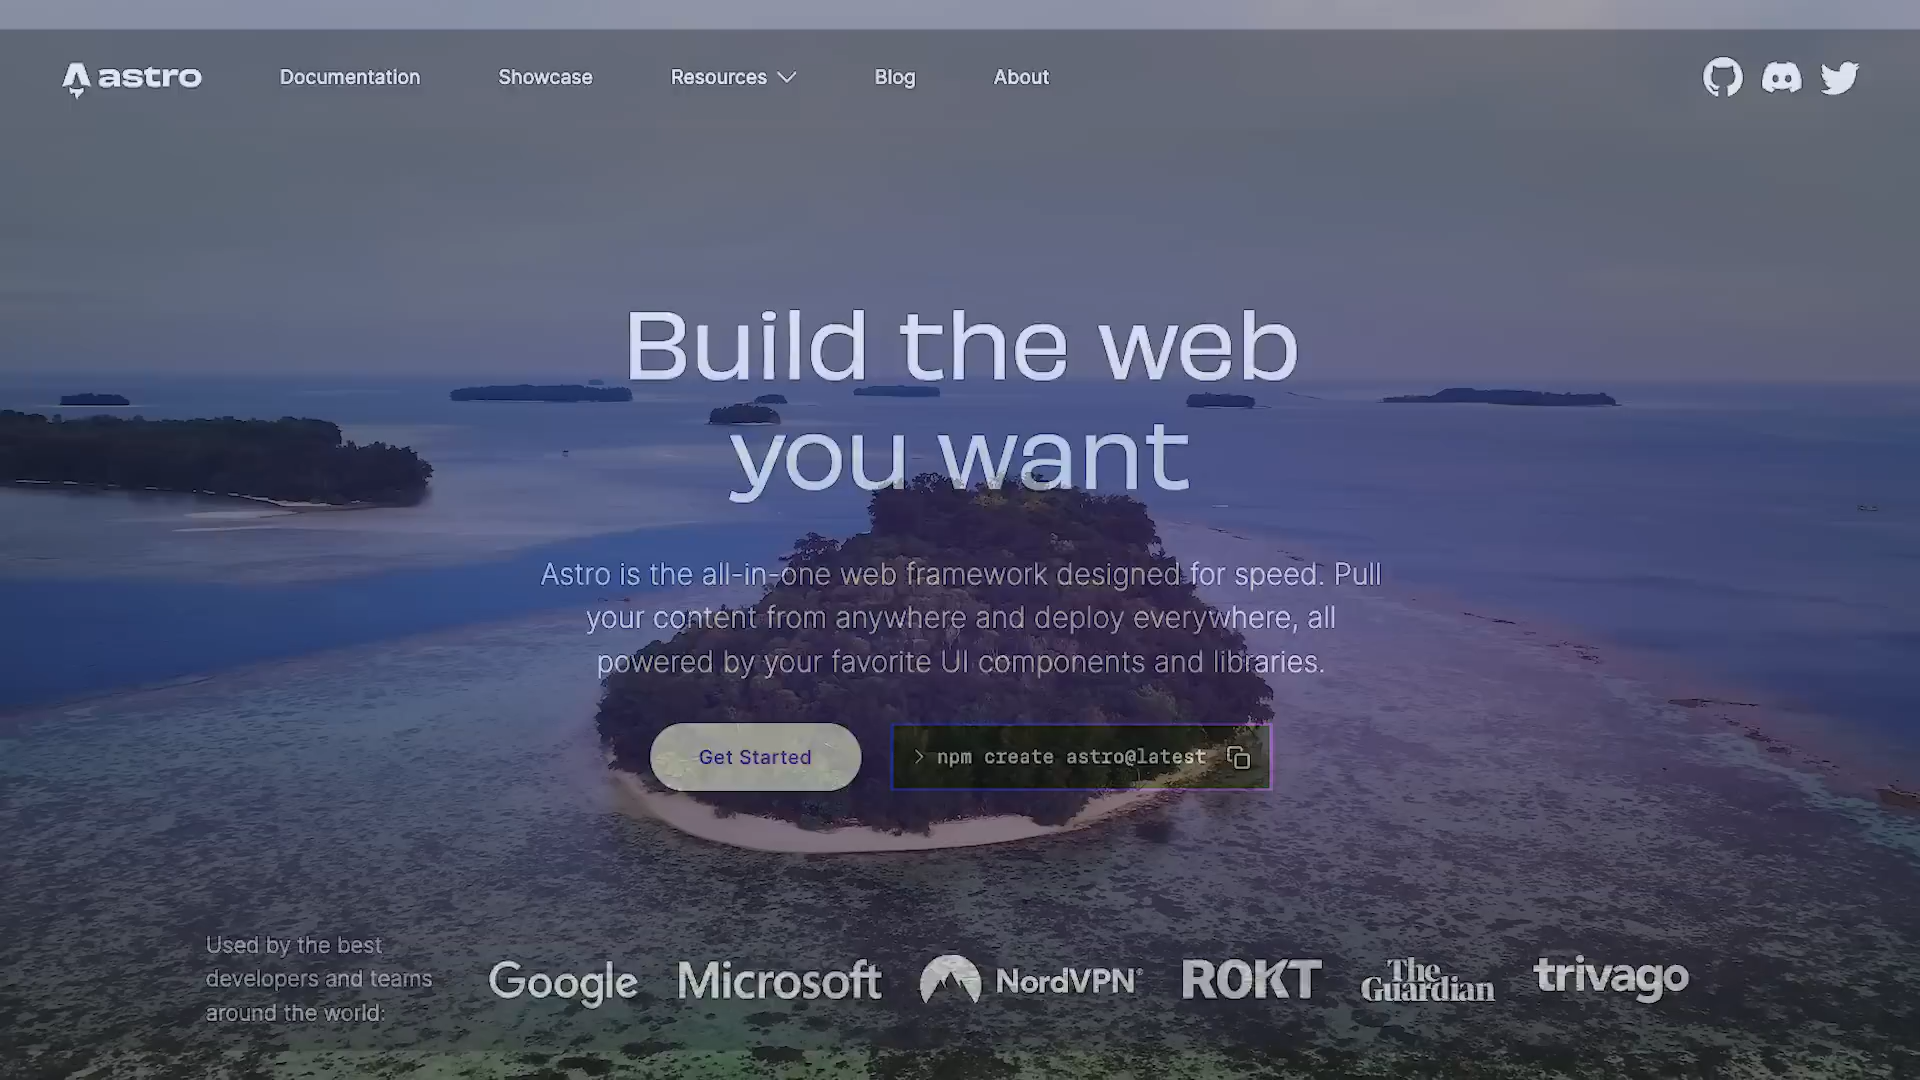 astro
Documentation
Showcase
Resources
Blog
About
Build the web
you want
Astro is the all-in-one web framework designed for speed. Pull
your content from anywhere and deploy everywhere, all
powered by your favorite UI components and libraries.
Get Started
> npm create astro@latest
Used by the best
developers and teams
around the world:
Google
Microsoft
NordVPN®
ROKT
The
Guardian
trivago